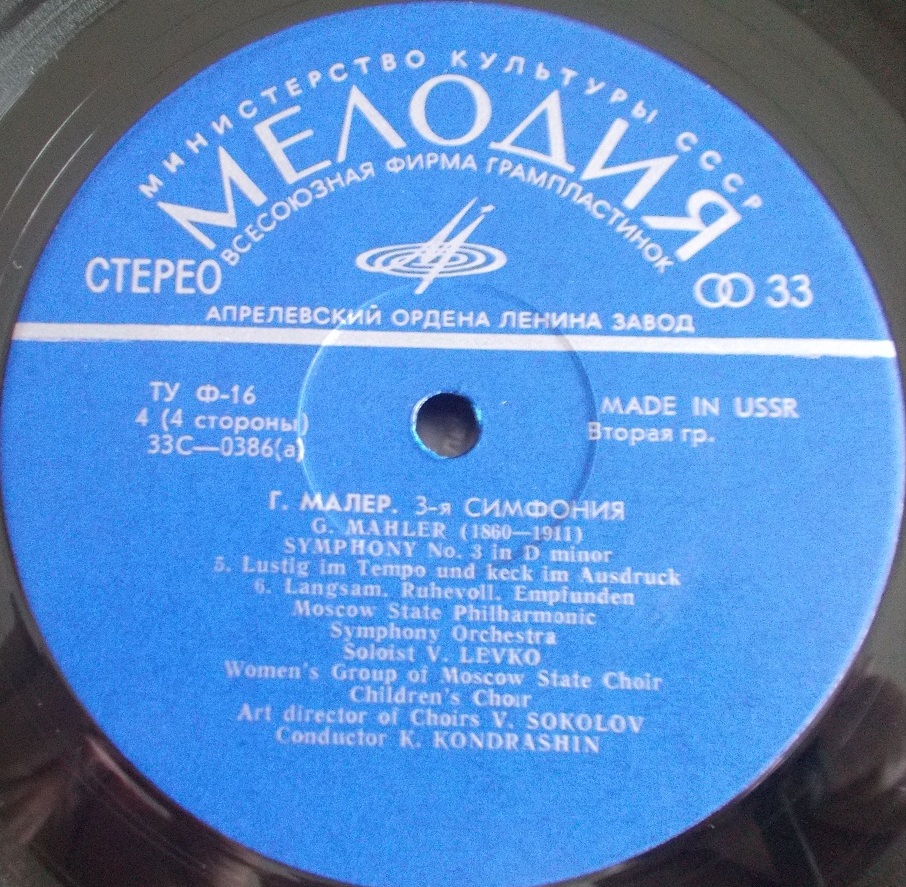 МИНИСТЕРСТВО КУЛЬТУРЫ СССР
МЕЛОДИЯ
ВСЕСОЮЗНАЯ ФИРМА ГРАМПЛАСТИНОК
СТЕРЕО
33
АПРЕЛЕВСКИЙ ОРДЕНА ЛЕНИНА ЗАВОД
ТУ Ф-16
4 (4 стороны)
33С—0386(а)
MADE IN USSR
Вторая гр.
Г. МАЛЕР. 3-я СИМФОНИЯ
G. MAHLER (1860—1911)
SYMPHONY No. 3 in D minor
5. Lustig im Tempo und keck im Ausdruck
6. Langsam. Ruhevoll. Empfunden
Moscow State Philharmonic
Symphony Orchestra
Soloist V. LEVKO
Women's Group of Moscow State Choir
Children's Choir
Art director of Choirs V. SOKOLOV
Conductor K. KONDRASHIN